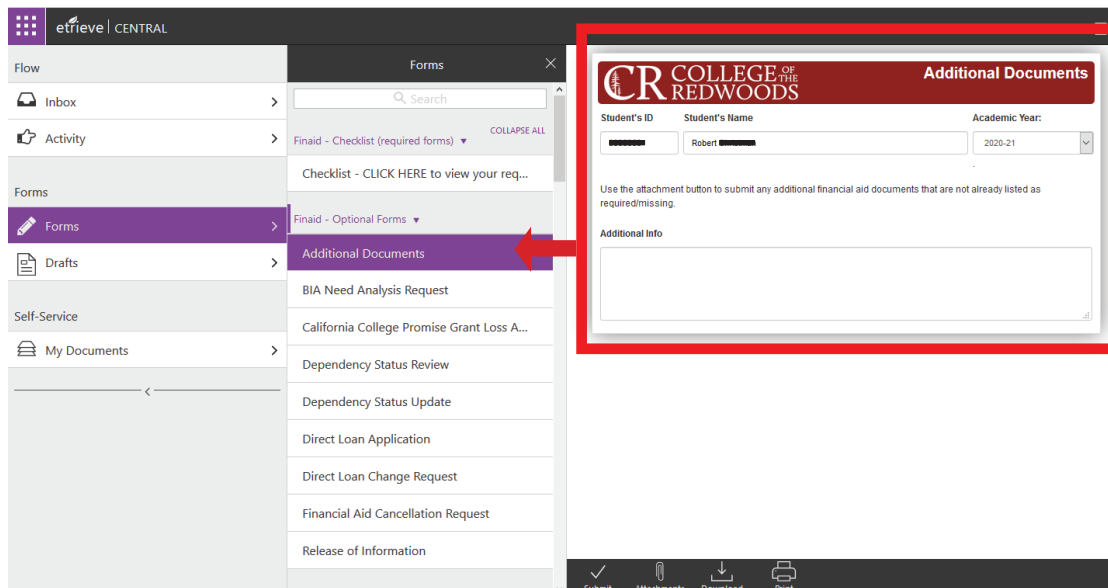 etrieve | CENTRAL
Flow
Inbox
Activity
Forms
Forms
Drafts
Self-Service
My Documents
Forms
Search
COLLAPSE ALL
Finaid - Checklist (required forms)
Checklist - CLICK HERE to view your req...
Finaid - Optional Forms
Additional Documents
BIA Need Analysis Request
California College Promise Grant Loss A...
Dependency Status Review
Dependency Status Update
Direct Loan Application
Direct Loan Change Request
Financial Aid Cancellation Request
Release of Information
CR COLLEGE OF THE REDWOODS
Additional Documents
Student's ID Student's Name Academic Year:
Robert 2020-21
Use the attachment button to submit any additional financial aid documents that are not already listed as
required/missing.
Additional Info
Submit Attachments Download Print